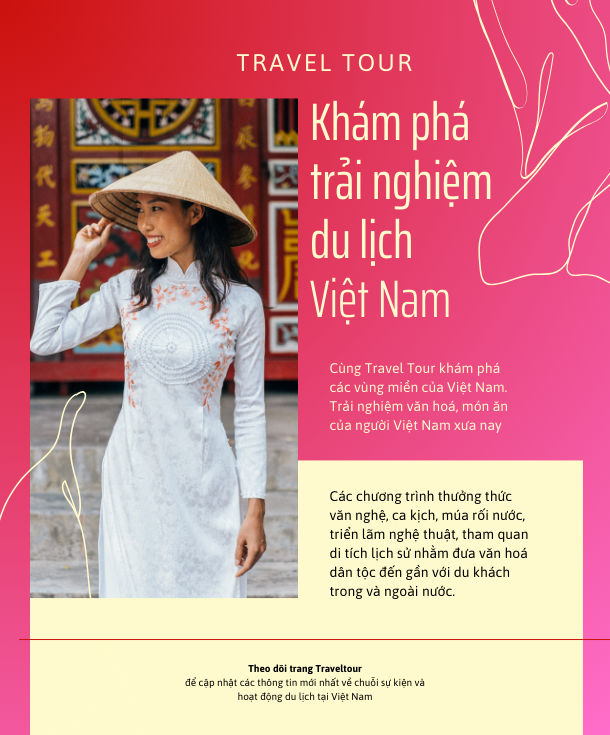 TRAVEL TOUR
Khám phá
trải nghiệm
du lịch
Việt Nam
Cùng Travel Tour khám phá
các vùng miền của Việt Nam.
Trải nghiệm văn hoá, món ăn
của người Việt Nam xưa nay
Các chương trình thưởng thức
văn nghệ, ca kịch, múa rối nước,
triển lãm nghệ thuật, tham quan
di tích lịch sử nhằm đưa văn hoá
dân tộc đến gần với du khách
trong và ngoài nước.
Theo dõi trang Traveltour
để cập nhật các thông tin mới nhất về chuỗi sự kiện và
hoạt động du lịch tại Việt Nam
物代天工